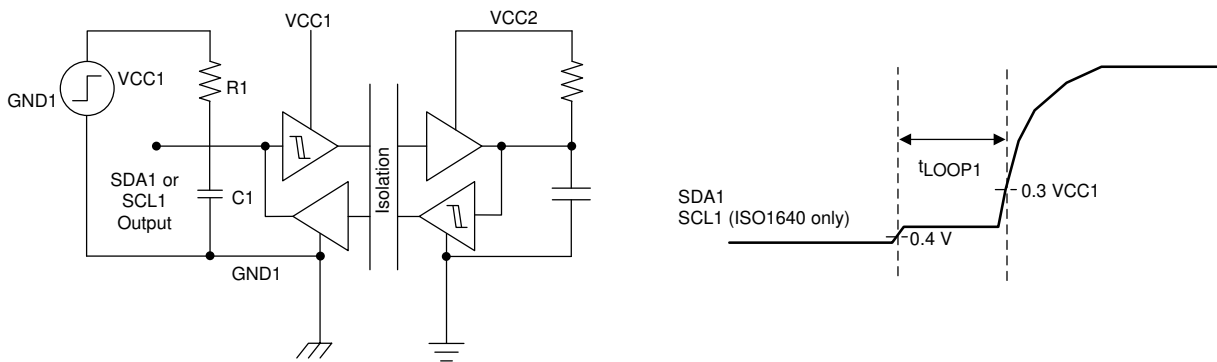 VCC1
VCC2
VCC1
GND1
R1
SDA1 or
SCL1
Output
C1
GND1
Isolation
tLOOP1
0.3 VCC1
SDA1
SCL1 (ISO1640 only)
0.4 V